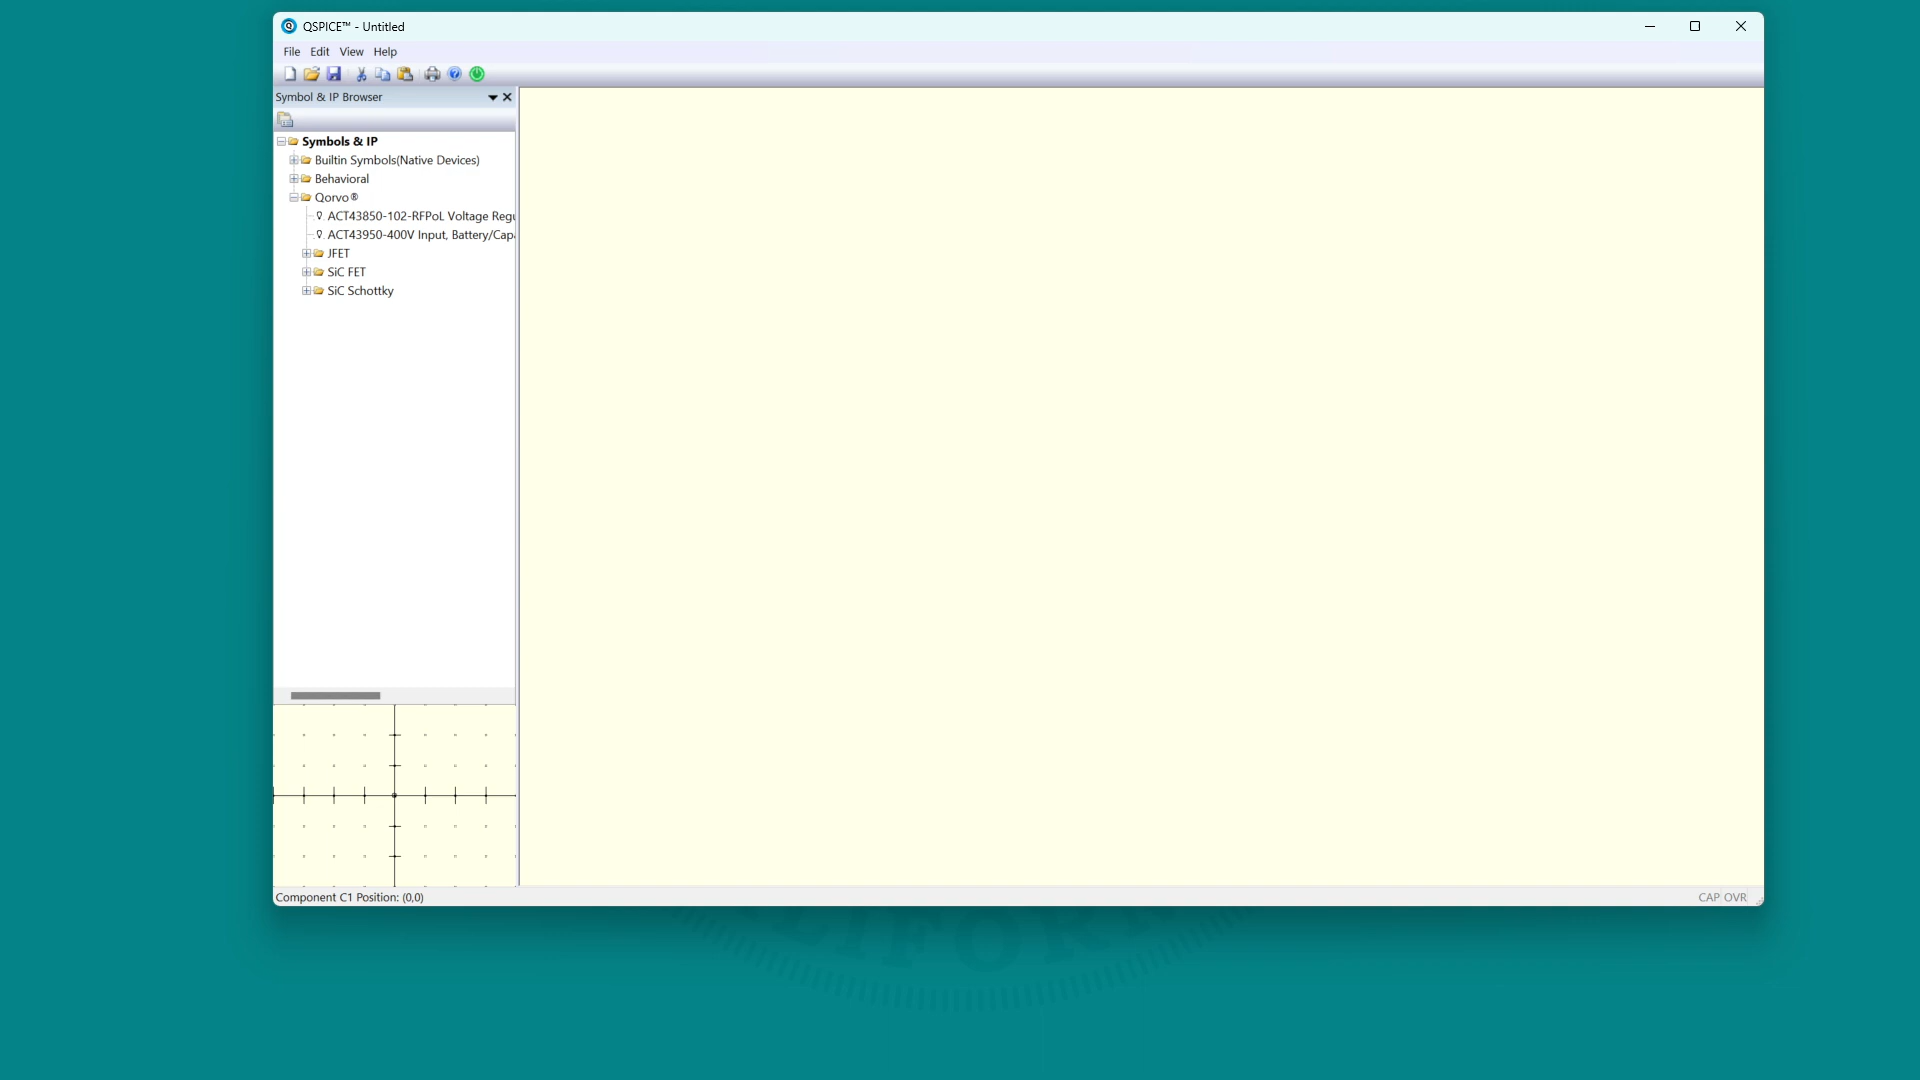 QSPICE™ - Untitled
File Edit View Help
Symbol & IP Browser
Symbols & IP
Builtin Symbols(Native Devices)
Behavioral
Qorvo®
ACT43850-102-RFPoL Voltage Regu
ACT43950-400V Input, Battery/Capa
JFET
SiC FET
SiC Schottky
Component C1 Position: (0,0)
CAP OVR